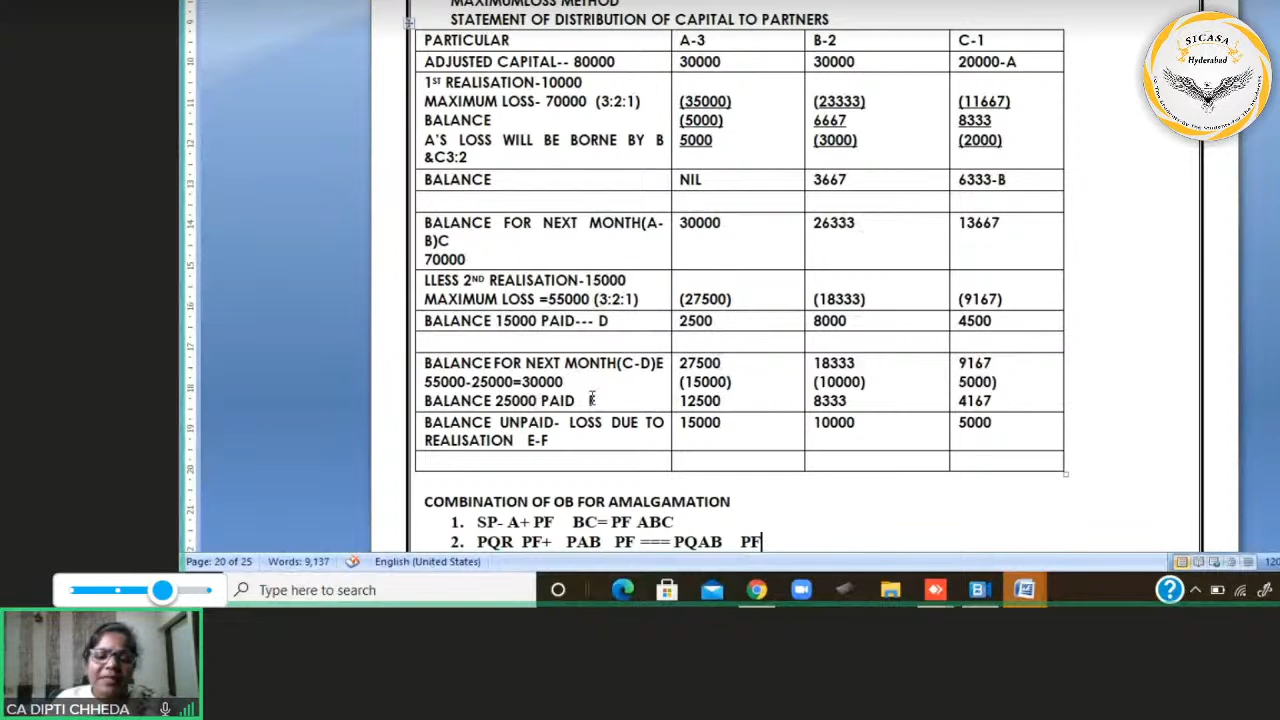 MAXIMUMLOSS METHOD
STATEMENT OF DISTRIBUTION OF CAPITAL TO PARTNERS
PARTICULAR A-3 B-2 C-1
ADJUSTED CAPITAL-- 80000 30000 30000 20000-A
1ST REALISATION-10000
MAXIMUM LOSS- 70000 (3:2:1) (35000) (23333) (11667)
BALANCE (5000) 6667 8333
A'S LOSS WILL BE BORNE BY B 5000 (3000) (2000)
&C3:2
BALANCE NIL 3667 6333-B
BALANCE FOR NEXT MONTH(A- 30000 26333 13667
B)C
70000
LLESS 2ND REALISATION-15000
MAXIMUM LOSS =55000 (3:2:1) (27500) (18333) (9167)
BALANCE 15000 PAID--- D 2500 8000 4500
BALANCE FOR NEXT MONTH(C-D)E 27500 18333 9167
55000-25000=30000 (15000) (10000) 5000)
BALANCE 25000 PAID 12500 8333 4167
BALANCE UNPAID- LOSS DUE TO 15000 10000 5000
REALISATION E-F
COMBINATION OF OB FOR AMALGAMATION
1. SP- A+ PF BC= PF ABC
2. PQR PF+ PAB PF === PQAB PF
Page: 20 of 25 Words: 9,137 English (United States) 120
Type here to search
CA DIPTI CHHEDA
SICASA
Hyderabad